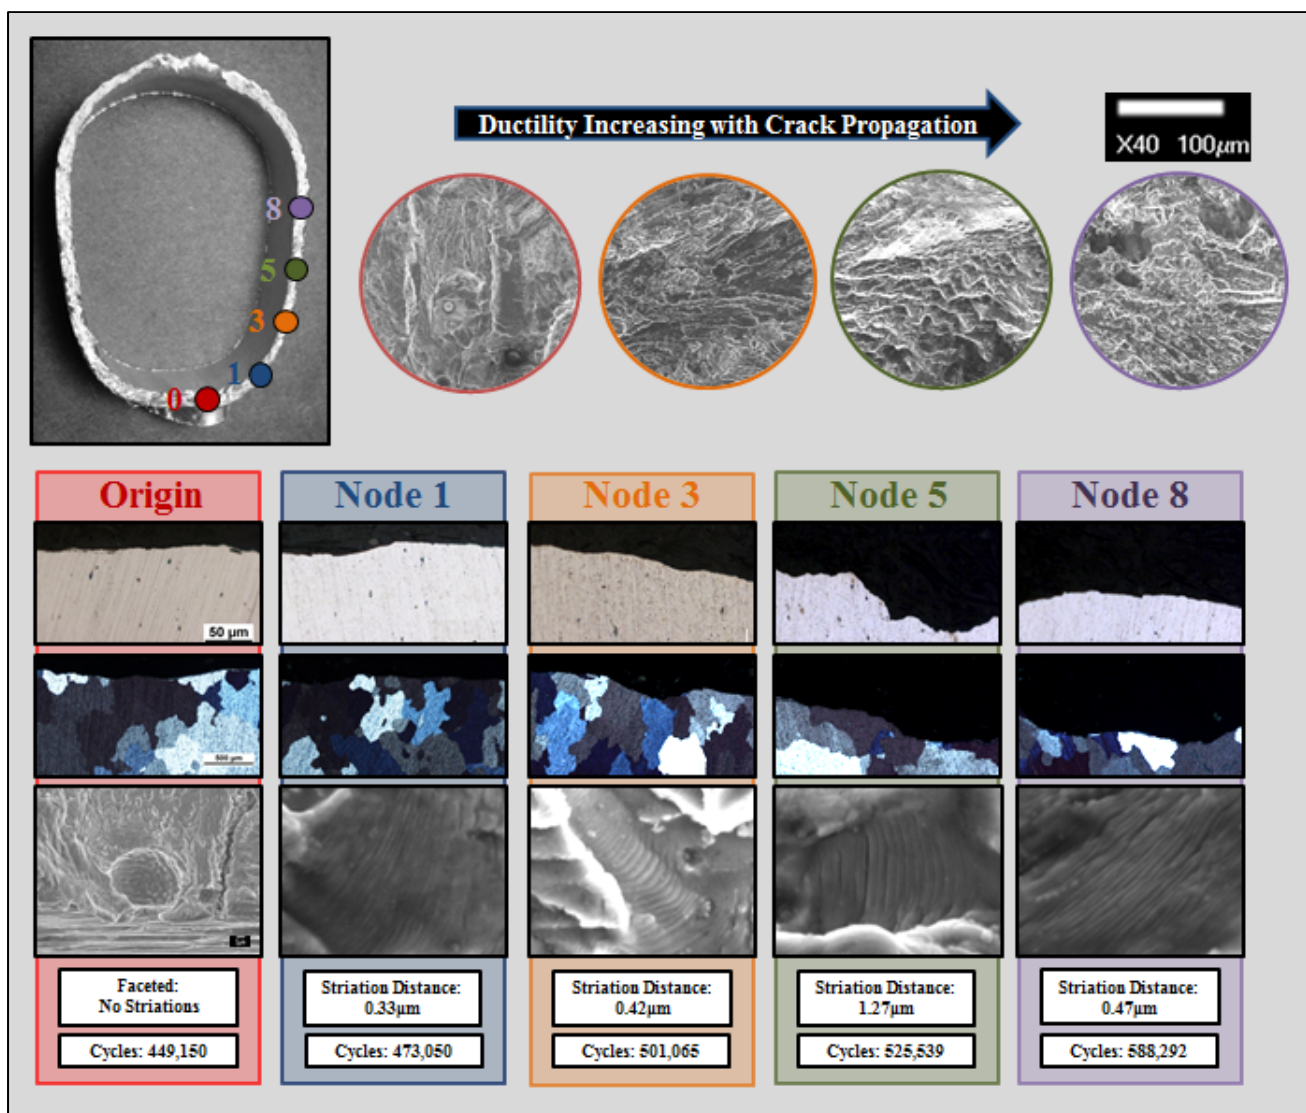 Ductility Increasing with Crack Propagation
X40 100µm
8
5
3
1
0
Origin
Node 1
Node 3
Node 5
Node 8
50 µm
500 µm
Faceted:
No Striations
Striation Distance:
0.33µm
Striation Distance:
0.42µm
Striation Distance:
1.27µm
Striation Distance:
0.47µm
Cycles: 449,150
Cycles: 473,050
Cycles: 501,065
Cycles: 525,539
Cycles: 588,292